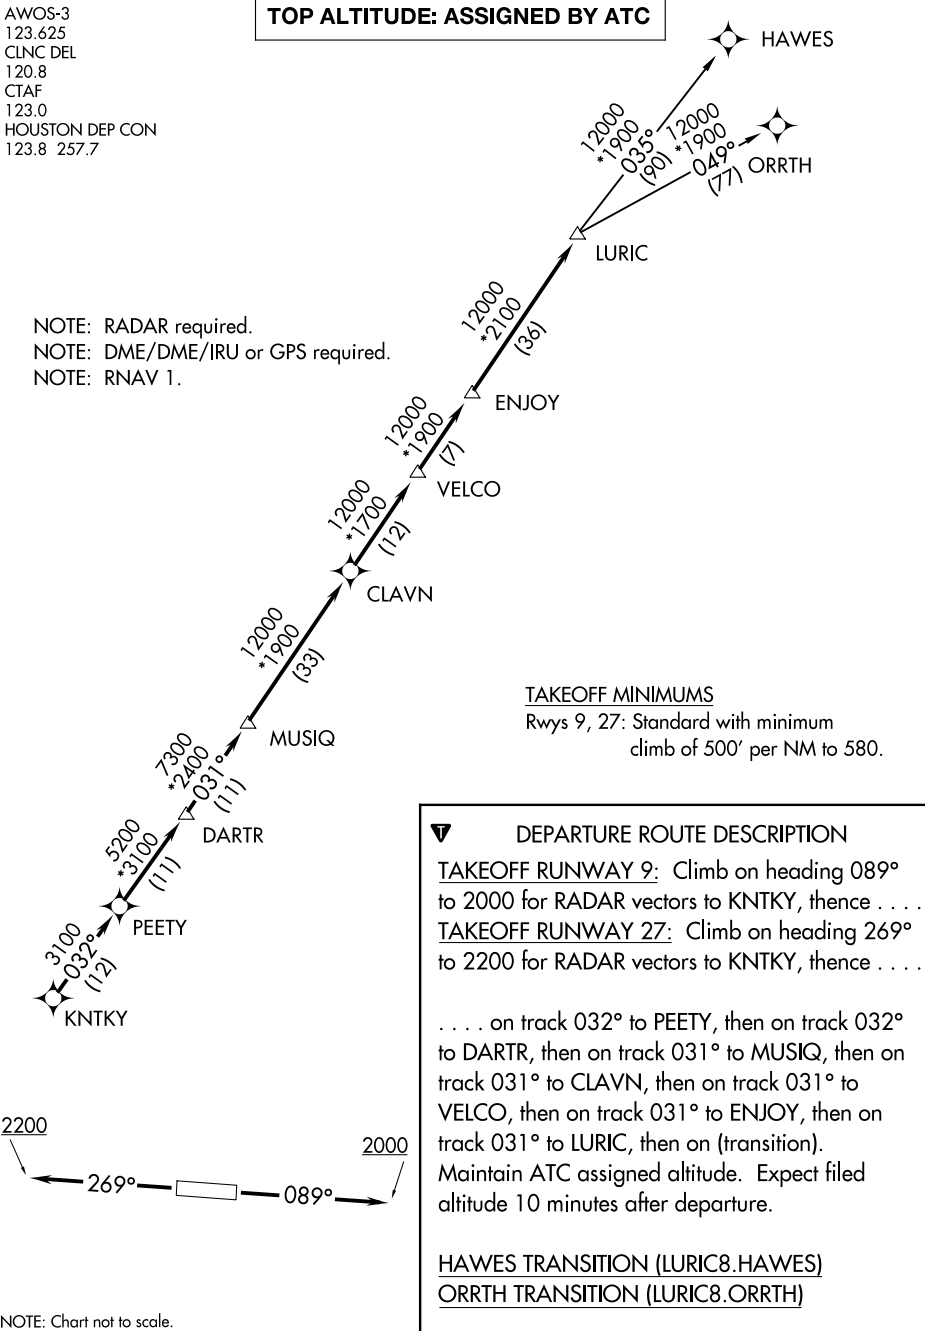 AWOS-3
123.625
CLNC DEL
120.8
CTAF
123.0
HOUSTON DEP CON
123.8 257.7
TOP ALTITUDE: ASSIGNED BY ATC
HAWES
12000
*1900
035°
(90)
12000
*1900
049°
(77)
ORRTH
LURIC
12000
*2100
(36)
NOTE: RADAR required.
NOTE: DME/DME/IRU or GPS required.
NOTE: RNAV 1.
ENJOY
12000
*1900
(7)
VELCO
12000
*1700
(12)
CLAVN
12000
*1900
(33)
MUSIQ
7300
*2400
031°
(11)
DARTR
5200
*3100
(11)
PEETY
3100
032°
(12)
KNTKY
TAKEOFF MINIMUMS
Rwys 9, 27: Standard with minimum
climb of 500' per NM to 580.
T
DEPARTURE ROUTE DESCRIPTION
TAKEOFF RUNWAY 9: Climb on heading 089°
to 2000 for RADAR vectors to KNTKY, thence . . . .
TAKEOFF RUNWAY 27: Climb on heading 269°
to 2200 for RADAR vectors to KNTKY, thence . . . .
. . . . on track 032° to PEETY, then on track 032°
to DARTR, then on track 031° to MUSIQ, then on
track 031° to CLAVN, then on track 031° to
VELCO, then on track 031° to ENJOY, then on
track 031° to LURIC, then on (transition).
Maintain ATC assigned altitude. Expect filed
altitude 10 minutes after departure.
HAWES TRANSITION (LURIC8.HAWES)
ORRTH TRANSITION (LURIC8.ORRTH)
2200
2000
269°
089°
NOTE: Chart not to scale.